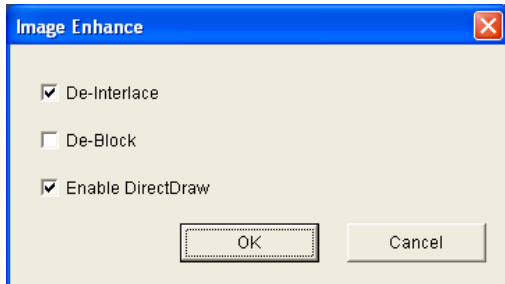 Image Enhance
De-Interlace
De-Block
Enable DirectDraw
OK Cancel